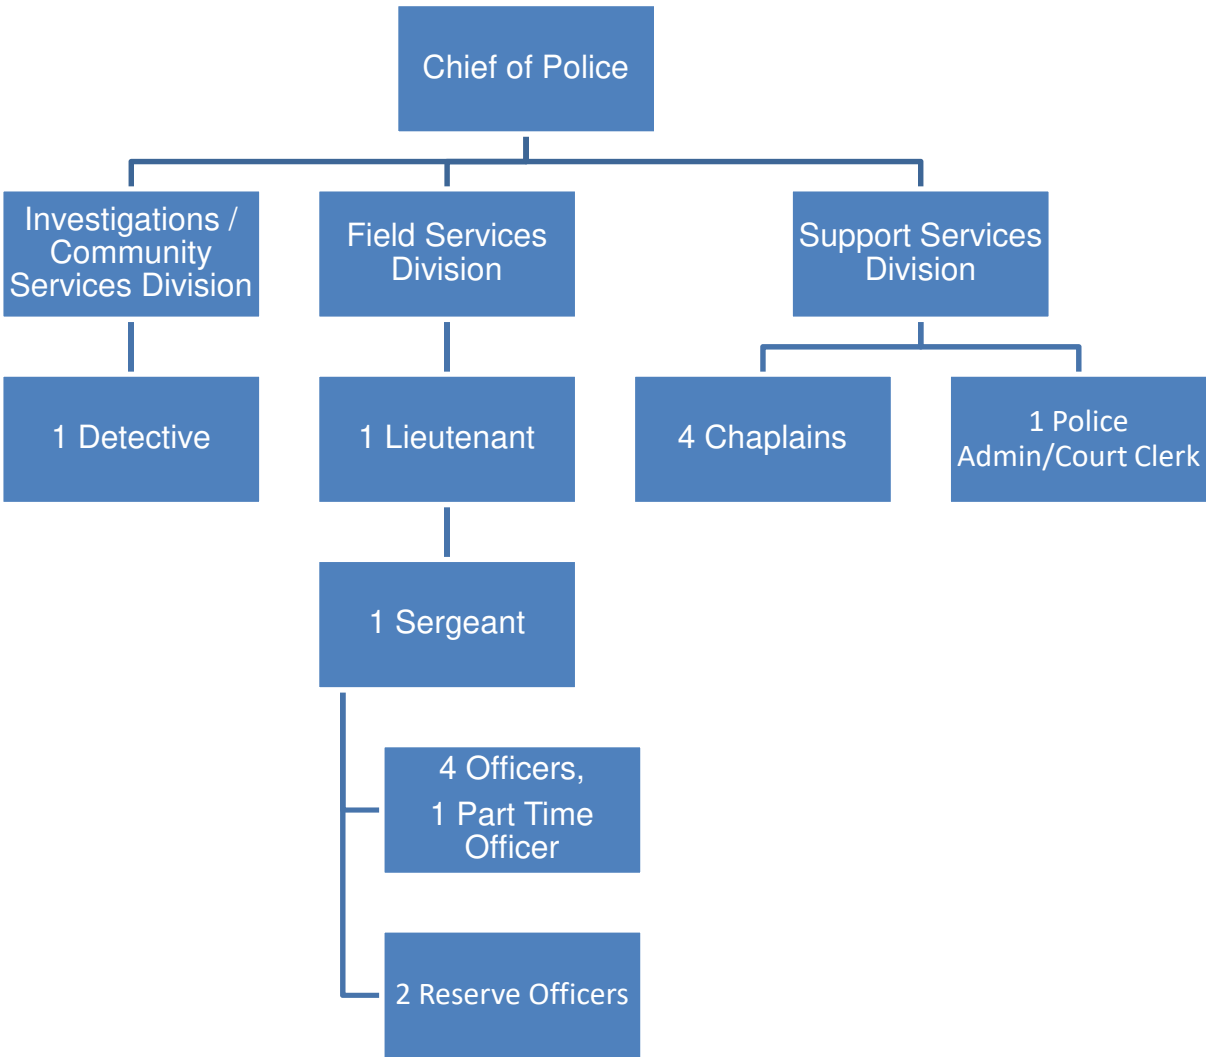 Chief of Police
Investigations /
Community
Services Division
Field Services
Division
Support Services
Division
1 Detective
1 Lieutenant
4 Chaplains
1 Police
Admin/Court Clerk
1 Sergeant
4 Officers,
1 Part Time
Officer
2 Reserve Officers